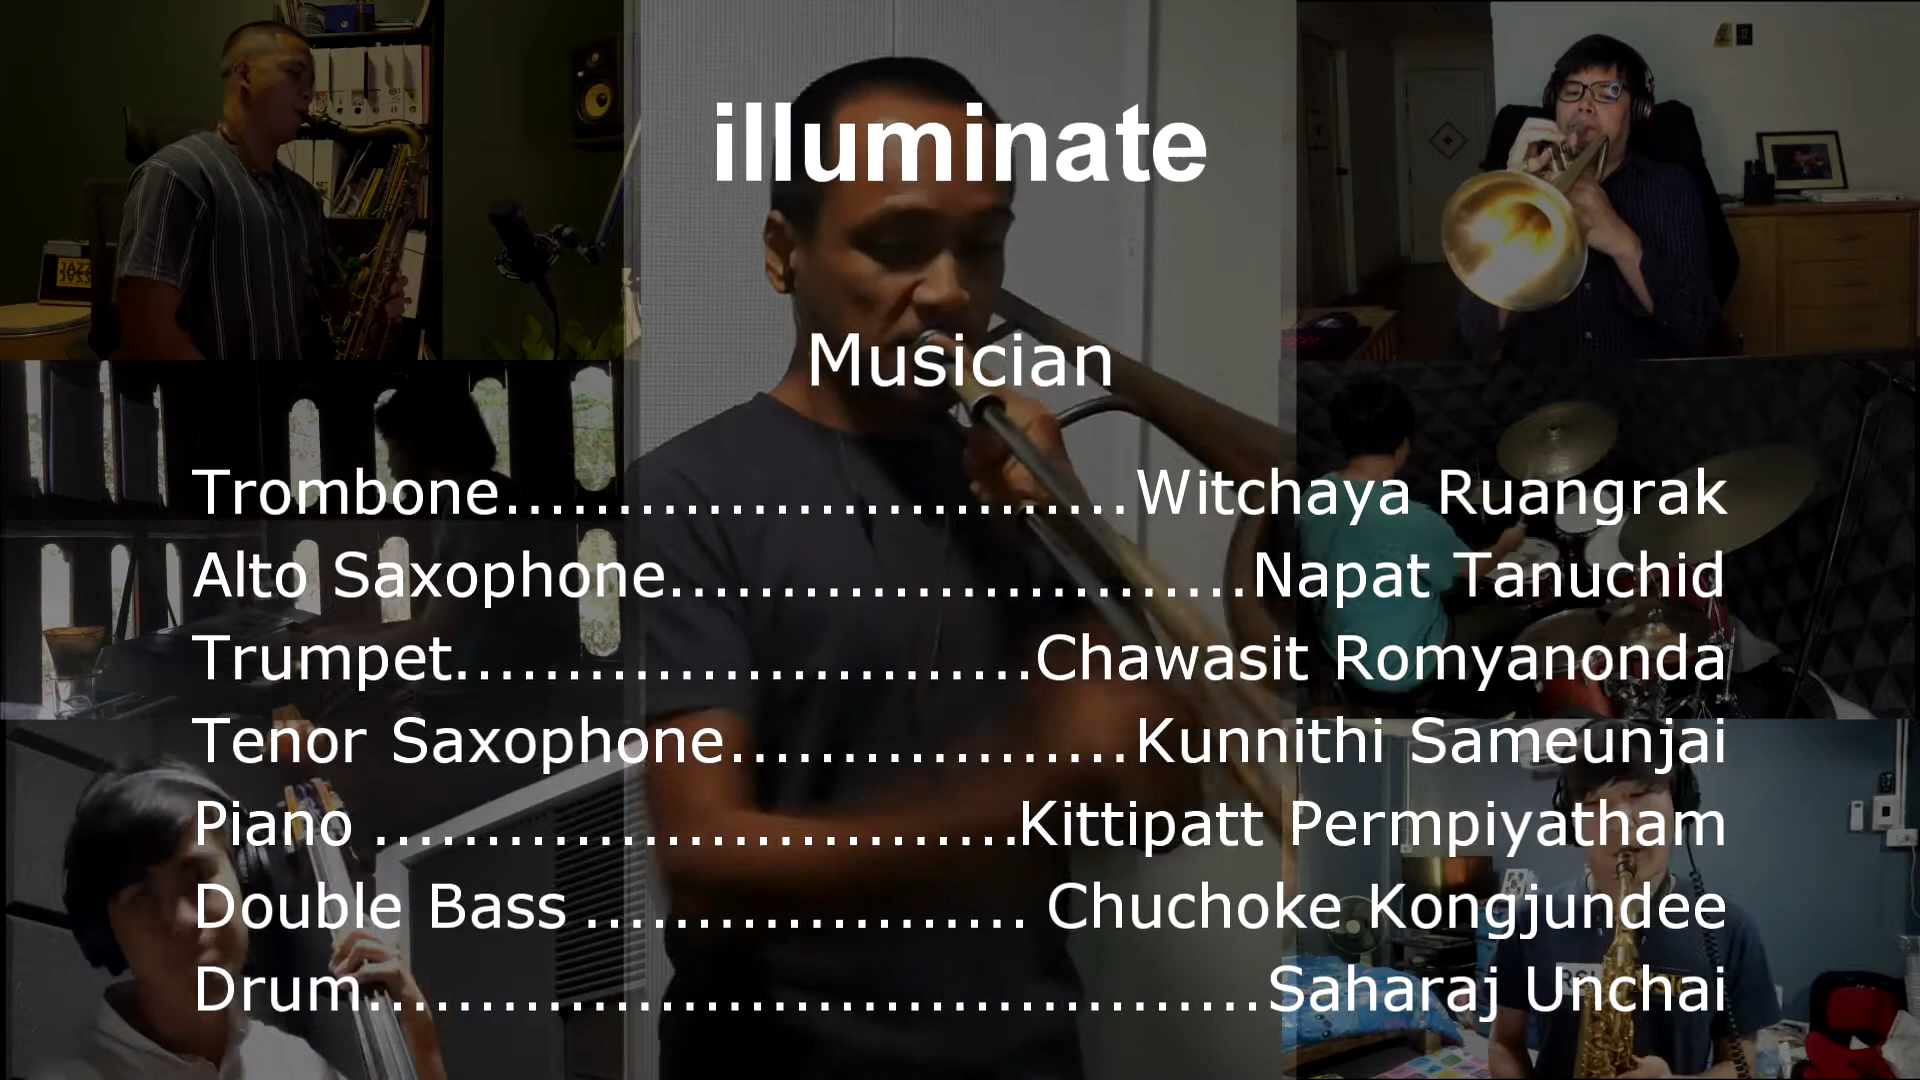 illuminate
Musician
Trombone............................Witchaya Ruangrak
Alto Saxophone..........................Napat Tanuchid
Trumpet..........................Chawasit Romyanonda
Tenor Saxophone..................Kunnithi Sameunjai
Piano .............................Kittipatt Permpiyatham
Double Bass .................... Chuchoke Kongjundee
Drum........................................Saharaj Unchai